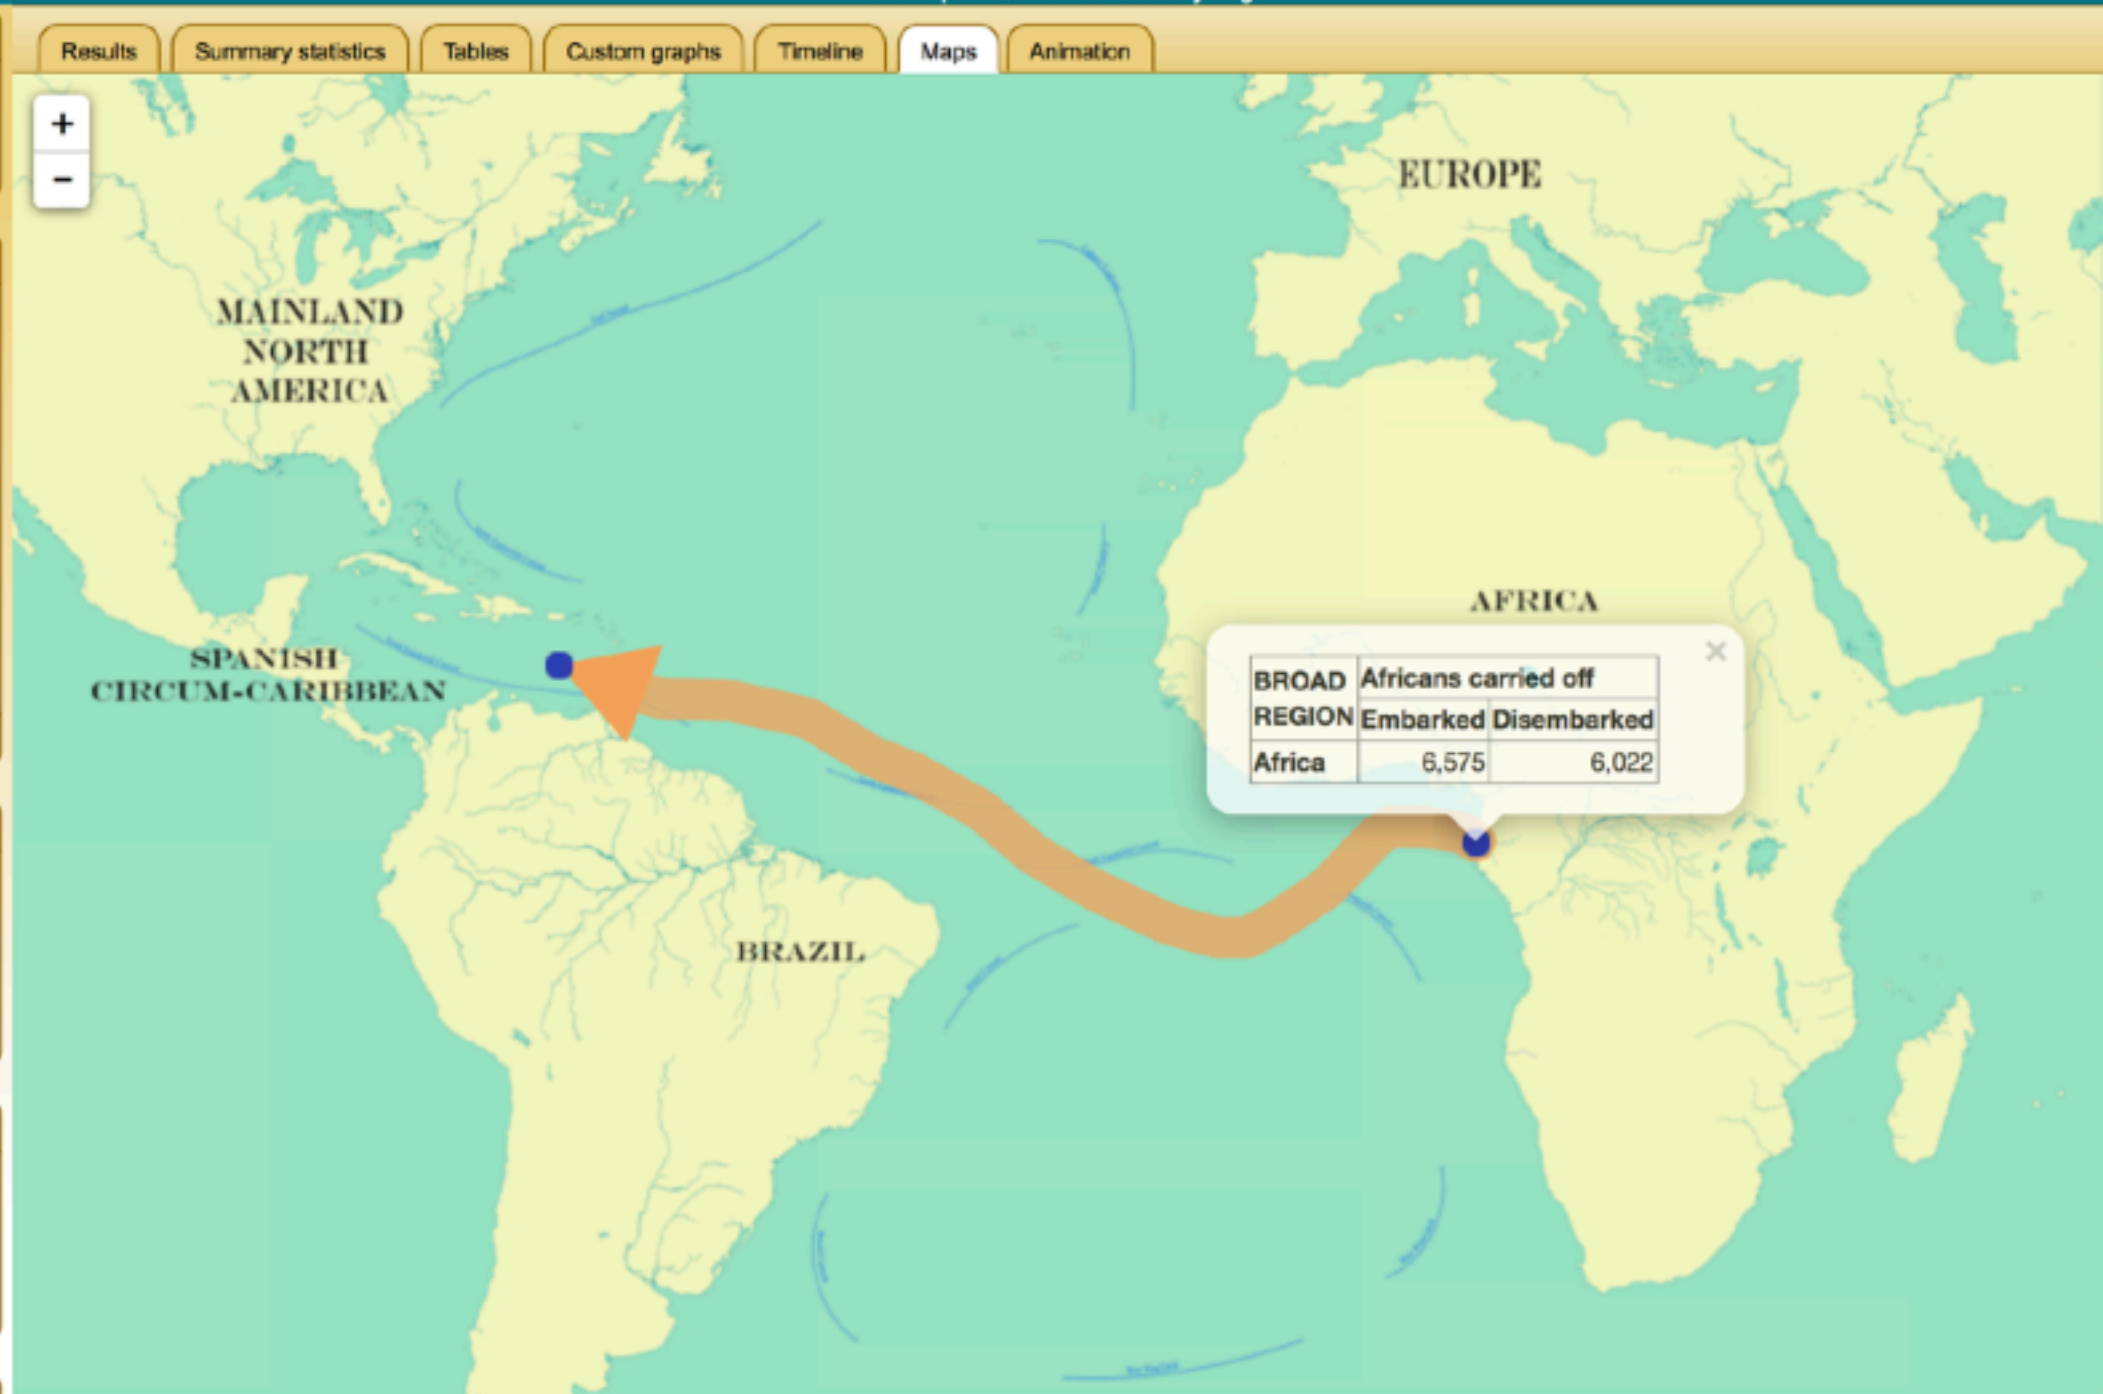 Results Summary statistics Tables Custom graphs Timeline Maps Animation
+
−
EUROPE
MAINLAND
NORTH
AMERICA
AFRICA
SPANISH
CIRCUM-CARIBBEAN
×
BROAD REGION Africans carried off
Embarked Disembarked
Africa 6,575 6,022
BRAZIL